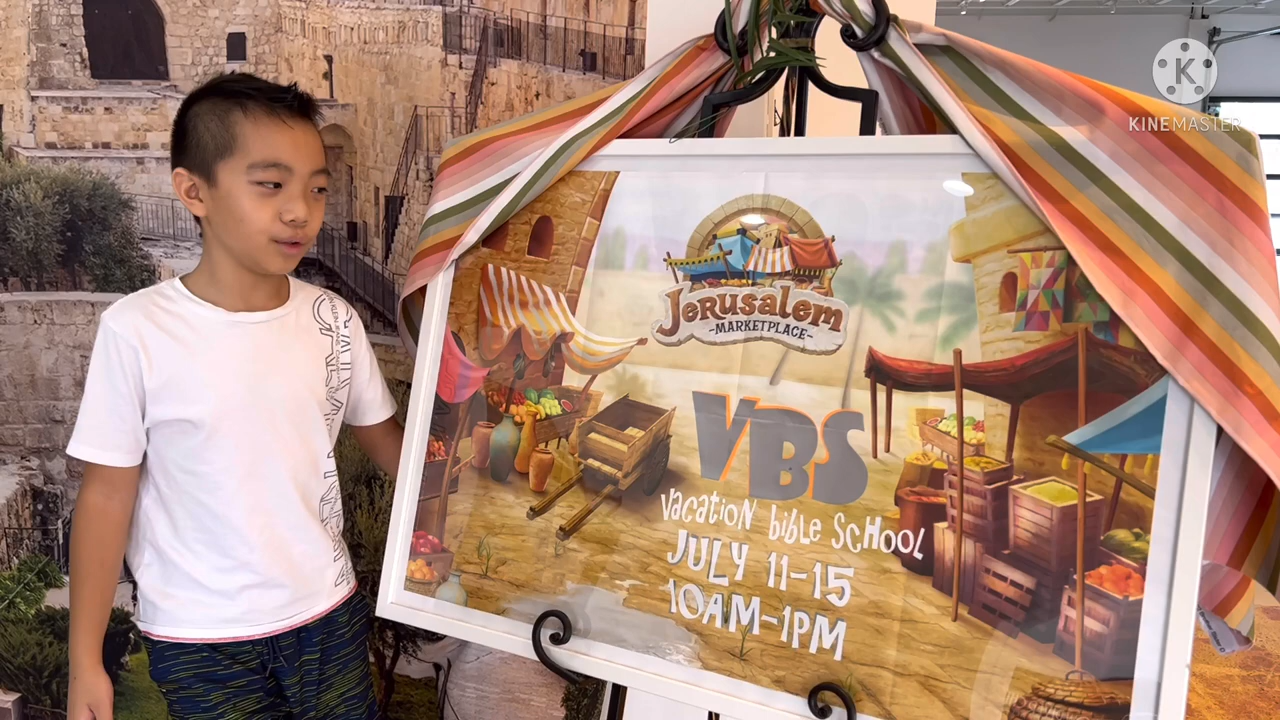 KINEMASTER
Jerusalem
-MARKETPLACE-
VBS
vacation bible school
JULY 11-15
10AM-1PM